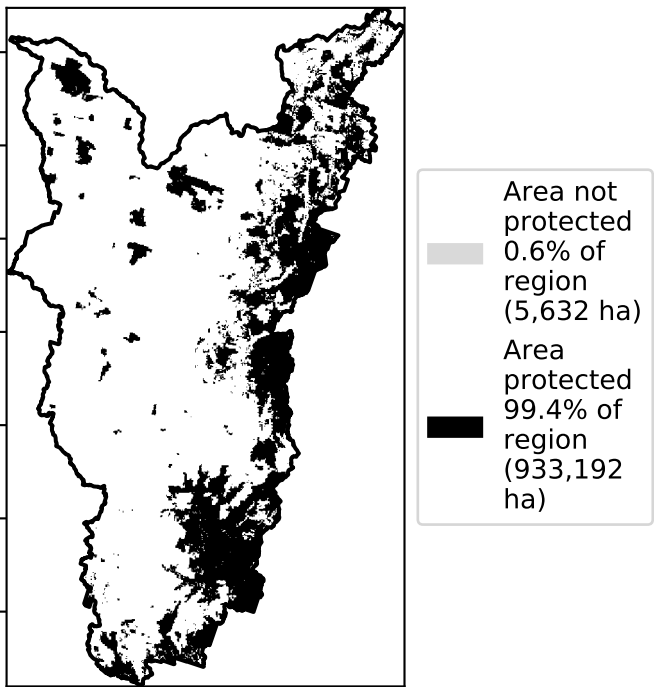 Area not
protected
0.6% of
region
(5,632 ha)
Area
protected
99.4% of
region
(933,192
ha)